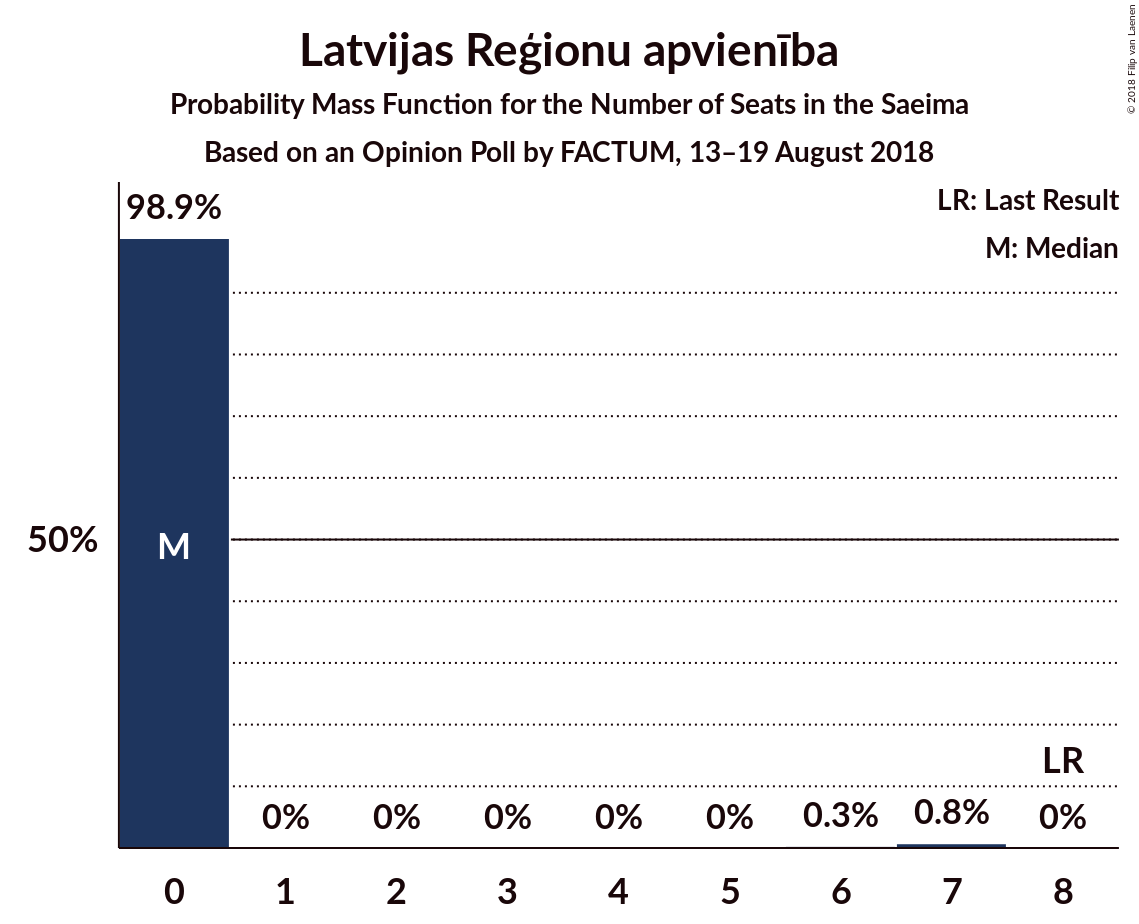 Latvijas Reģionu apvienība
Probability Mass Function for the Number of Seats in the Saeima
Based on an Opinion Poll by FACTUM, 13–19 August 2018
© 2018 Filip van Laenen
LR: Last Result
M: Median
98.9%
50%
M
LR
0%
0%
0%
0%
0%
0.3%
0.8%
0%
0
1
2
3
4
5
6
7
8